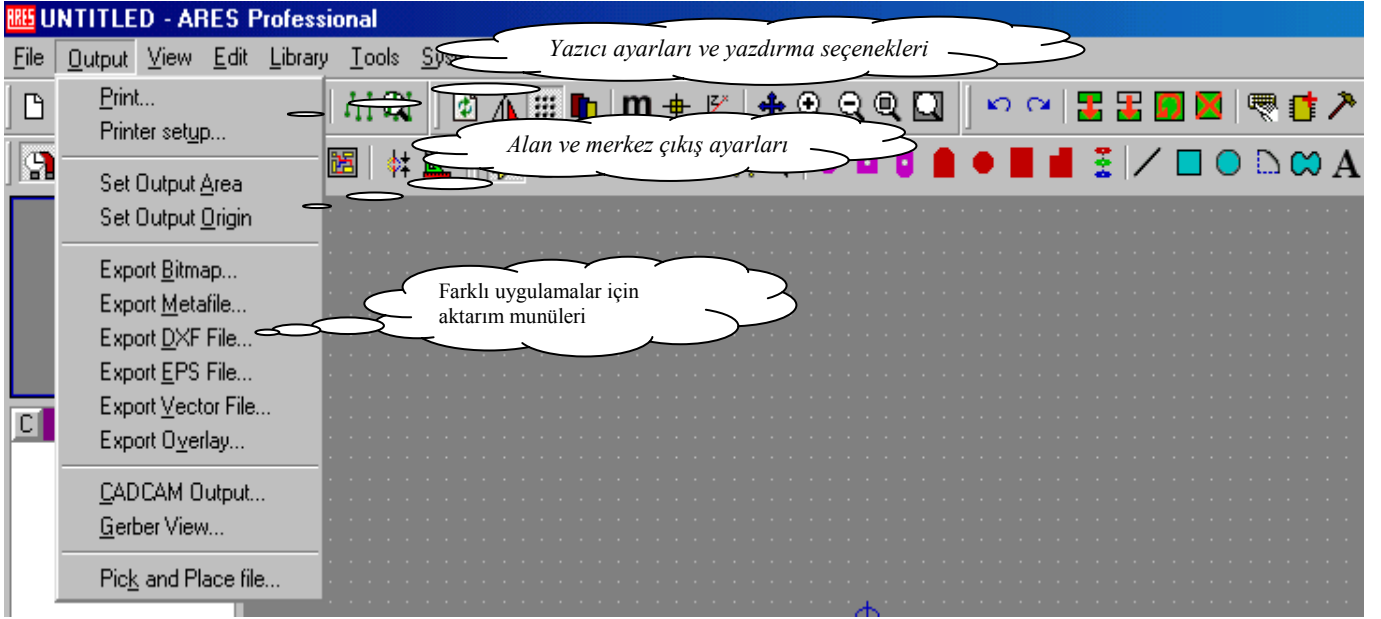 ARES UNTITLED - ARES Professional
File Output View Edit Library Tools
Yazıcı ayarları ve yazdırma seçenekleri
Print...
Printer setup...
m
Alan ve merkez çıkış ayarları
A
Set Output Area
Set Output Origin
Export Bitmap...
Export Metafile...
Export DXF File...
Export EPS File...
Export Vector File...
Export Overlay...
Farklı uygulamalar için
aktarım munüleri
C
CADCAM Output...
Gerber View...
Pick and Place file...